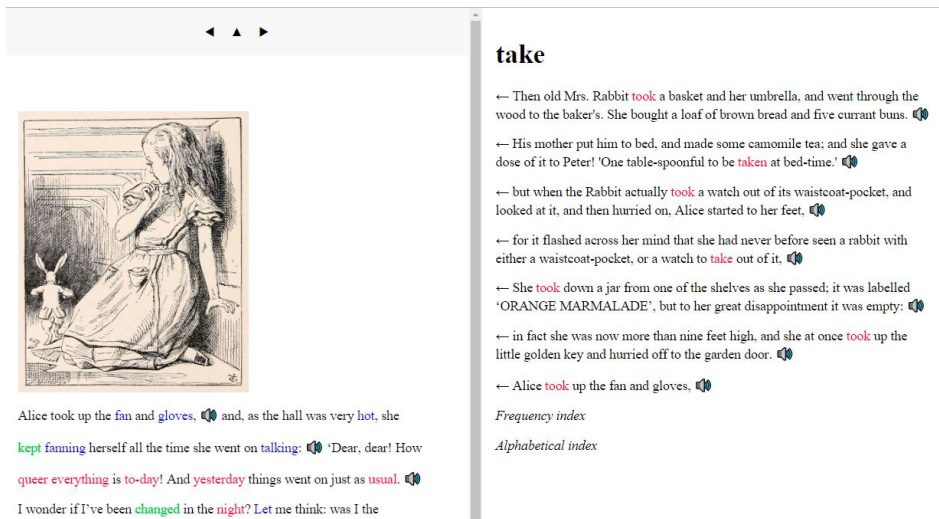 Alice took up the fan and gloves, and, as the hall was very hot, she
kept fanning herself all the time she went on talking: ‘Dear, dear! How
queer everything is to-day! And yesterday things went on just as usual.
I wonder if I’ve been changed in the night? Let me think: was I the
take
← Then old Mrs. Rabbit took a basket and her umbrella, and went through the
wood to the baker's. She bought a loaf of brown bread and five currant buns.
← His mother put him to bed, and made some camomile tea; and she gave a
dose of it to Peter! 'One table-spoonful to be taken at bed-time.'
← but when the Rabbit actually took a watch out of its waistcoat-pocket, and
looked at it, and then hurried on, Alice started to her feet,
← for it flashed across her mind that she had never before seen a rabbit with
either a waistcoat-pocket, or a watch to take out of it,
← She took down a jar from one of the shelves as she passed; it was labelled
‘ORANGE MARMALADE’, but to her great disappointment it was empty:
← in fact she was now more than nine feet high, and she at once took up the
little golden key and hurried off to the garden door.
← Alice took up the fan and gloves,
Frequency index
Alphabetical index